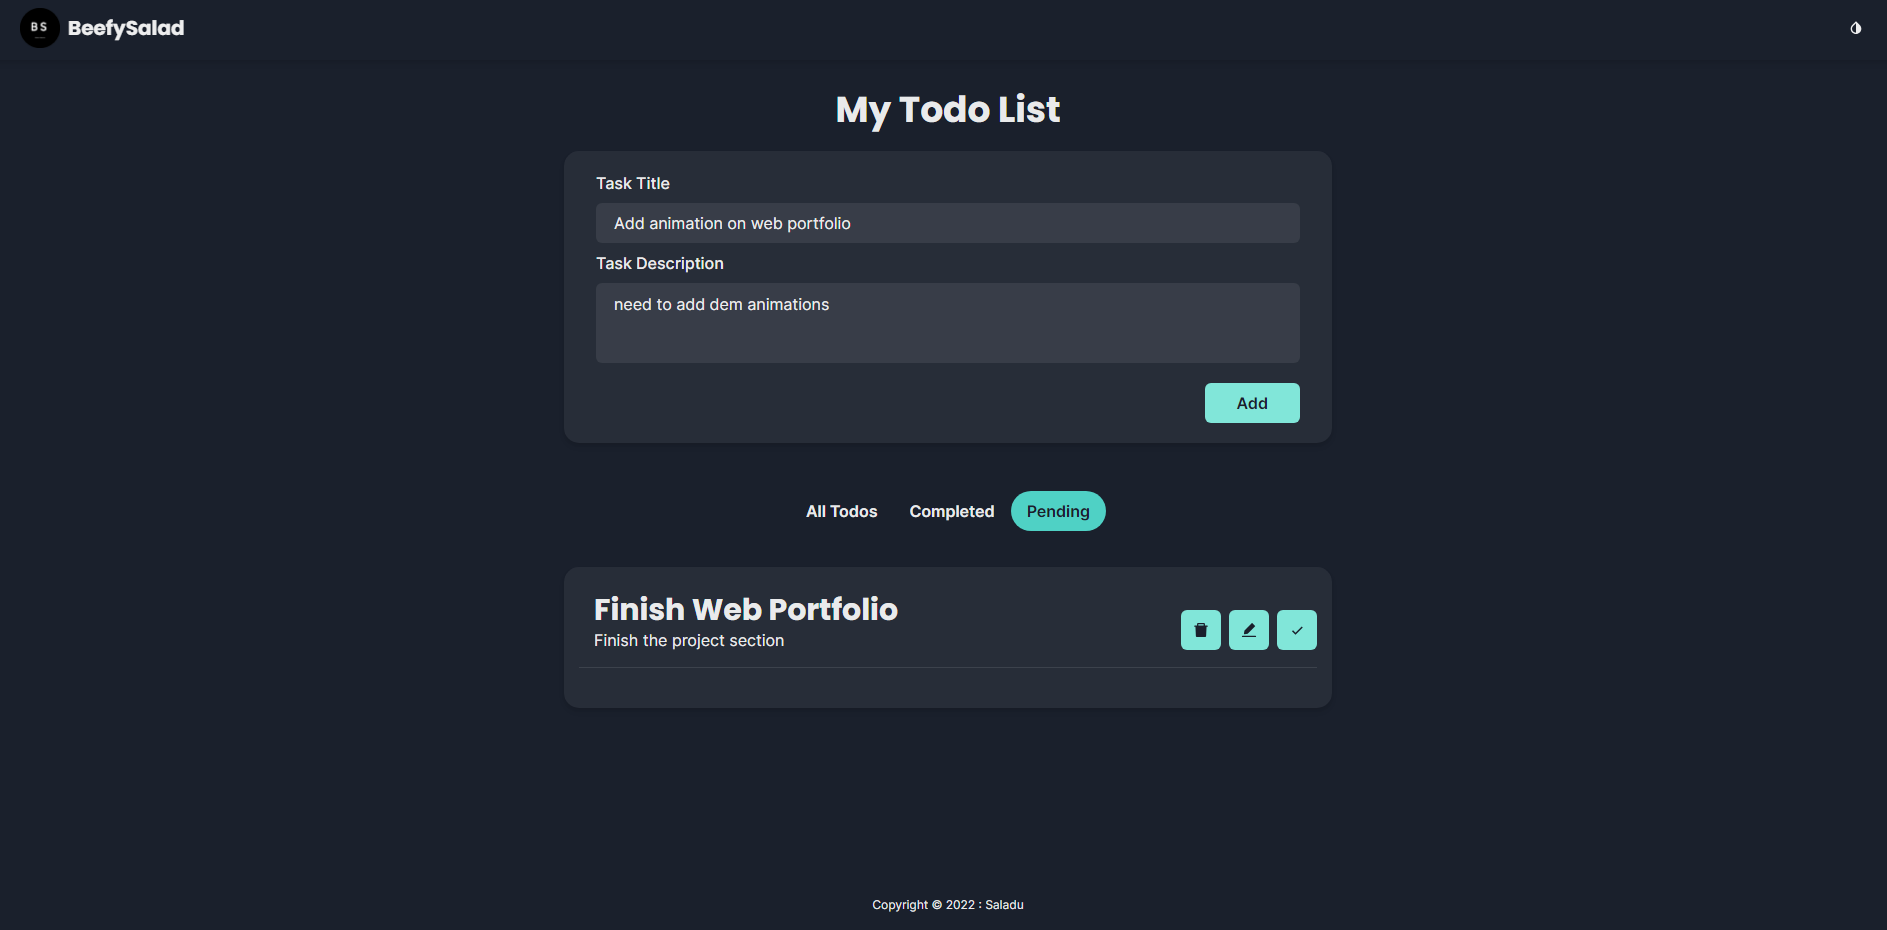 BS
BeefySalad
My Todo List
Task Title
Add animation on web portfolio
Task Description
need to add dem animations
Add
All Todos
Completed
Pending
Finish Web Portfolio
Finish the project section
Copyright © 2022 : Saladu